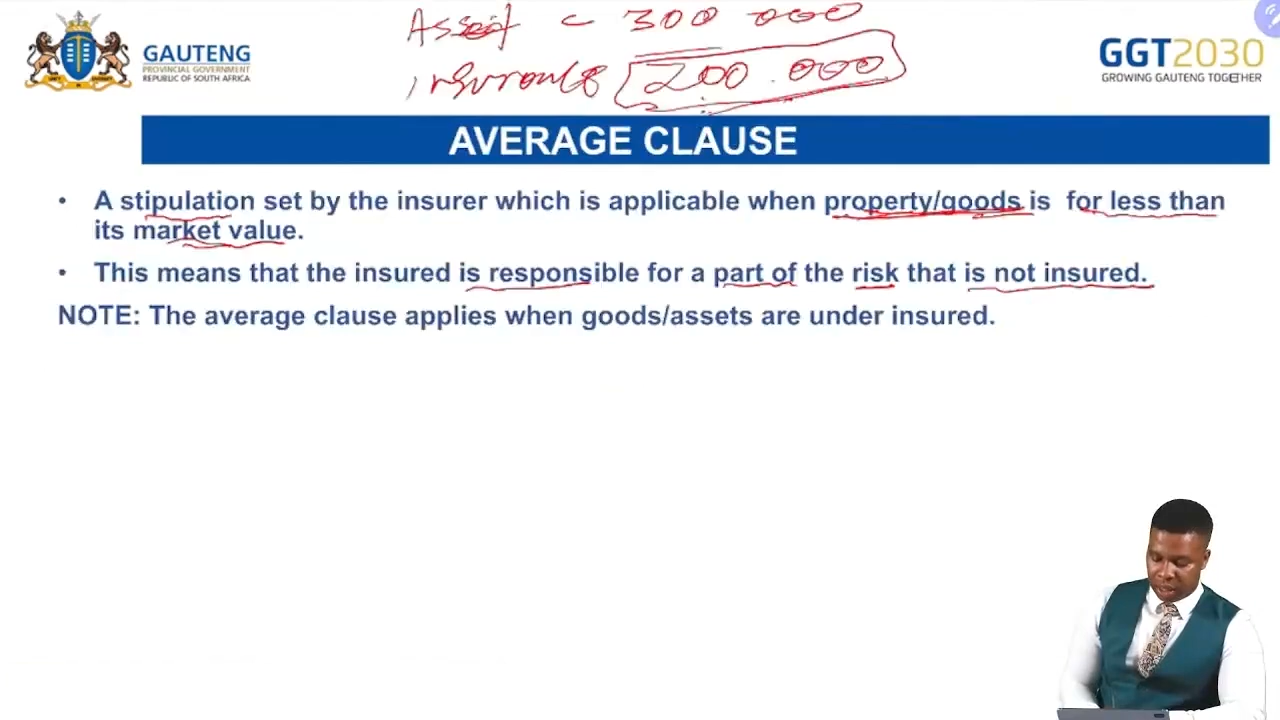 Asset = 300 000
insurance 200.000
GAUTENG
PROVINCIAL GOVERNMENT
REPUBLIC OF SOUTH AFRICA
GGT2030
GROWING GAUTENG TOGETHER
AVERAGE CLAUSE
• A stipulation set by the insurer which is applicable when property/goods is for less than
its market value.
• This means that the insured is responsible for a part of the risk that is not insured.
NOTE: The average clause applies when goods/assets are under insured.